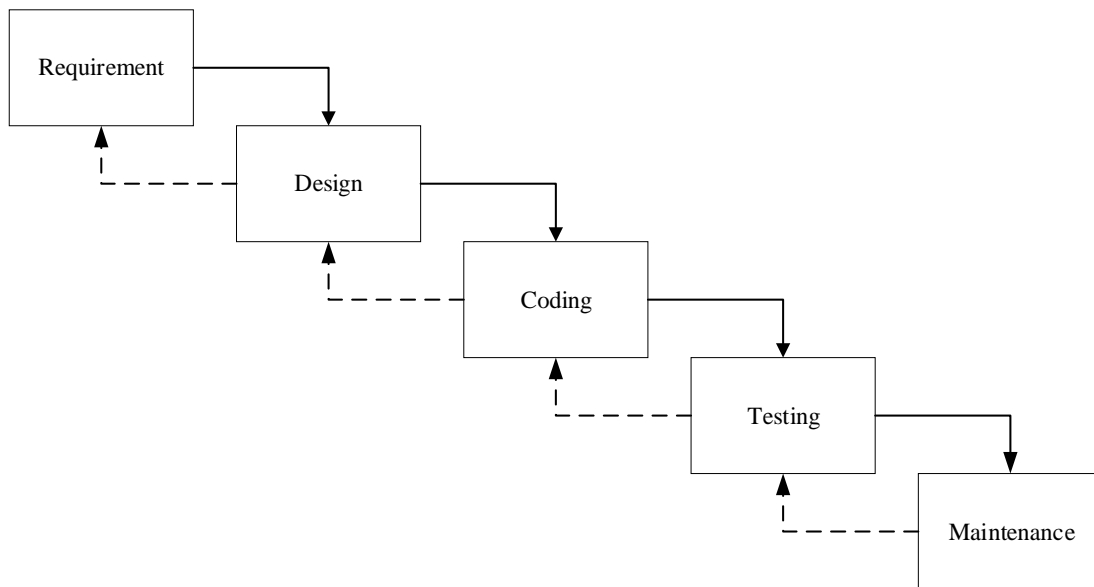 Requirement
Design
Coding
Testing
Maintenance